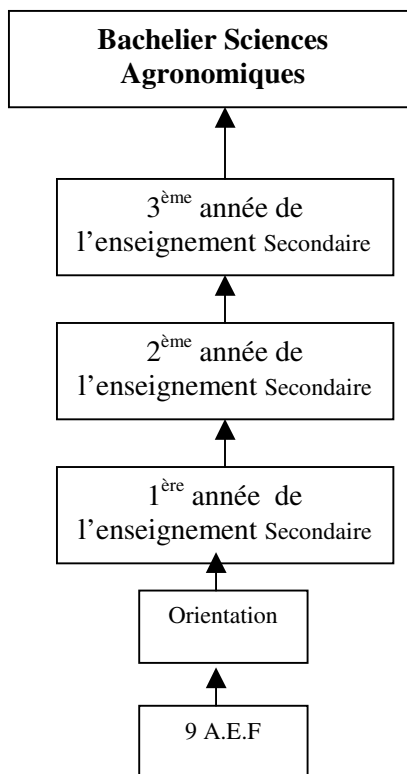 Bachelier Sciences
Agronomiques
3ème année de
l'enseignement Secondaire
2ème année de
l'enseignement Secondaire
1ère année de
l'enseignement Secondaire
Orientation
9 A.E.F